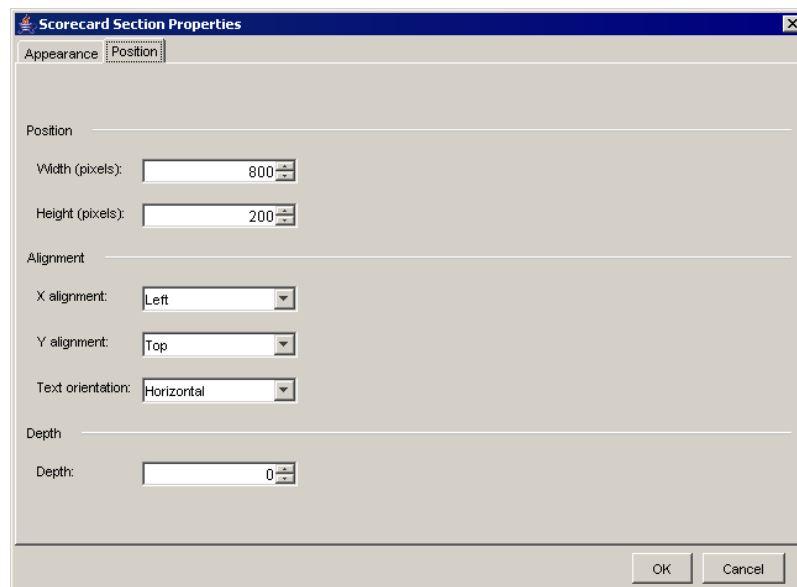 Scorecard Section Properties
Appearance Position
Position
Width (pixels): 800
Height (pixels): 200
Alignment
X alignment: Left
Y alignment: Top
Text orientation: Horizontal
Depth
Depth: 0
OK Cancel